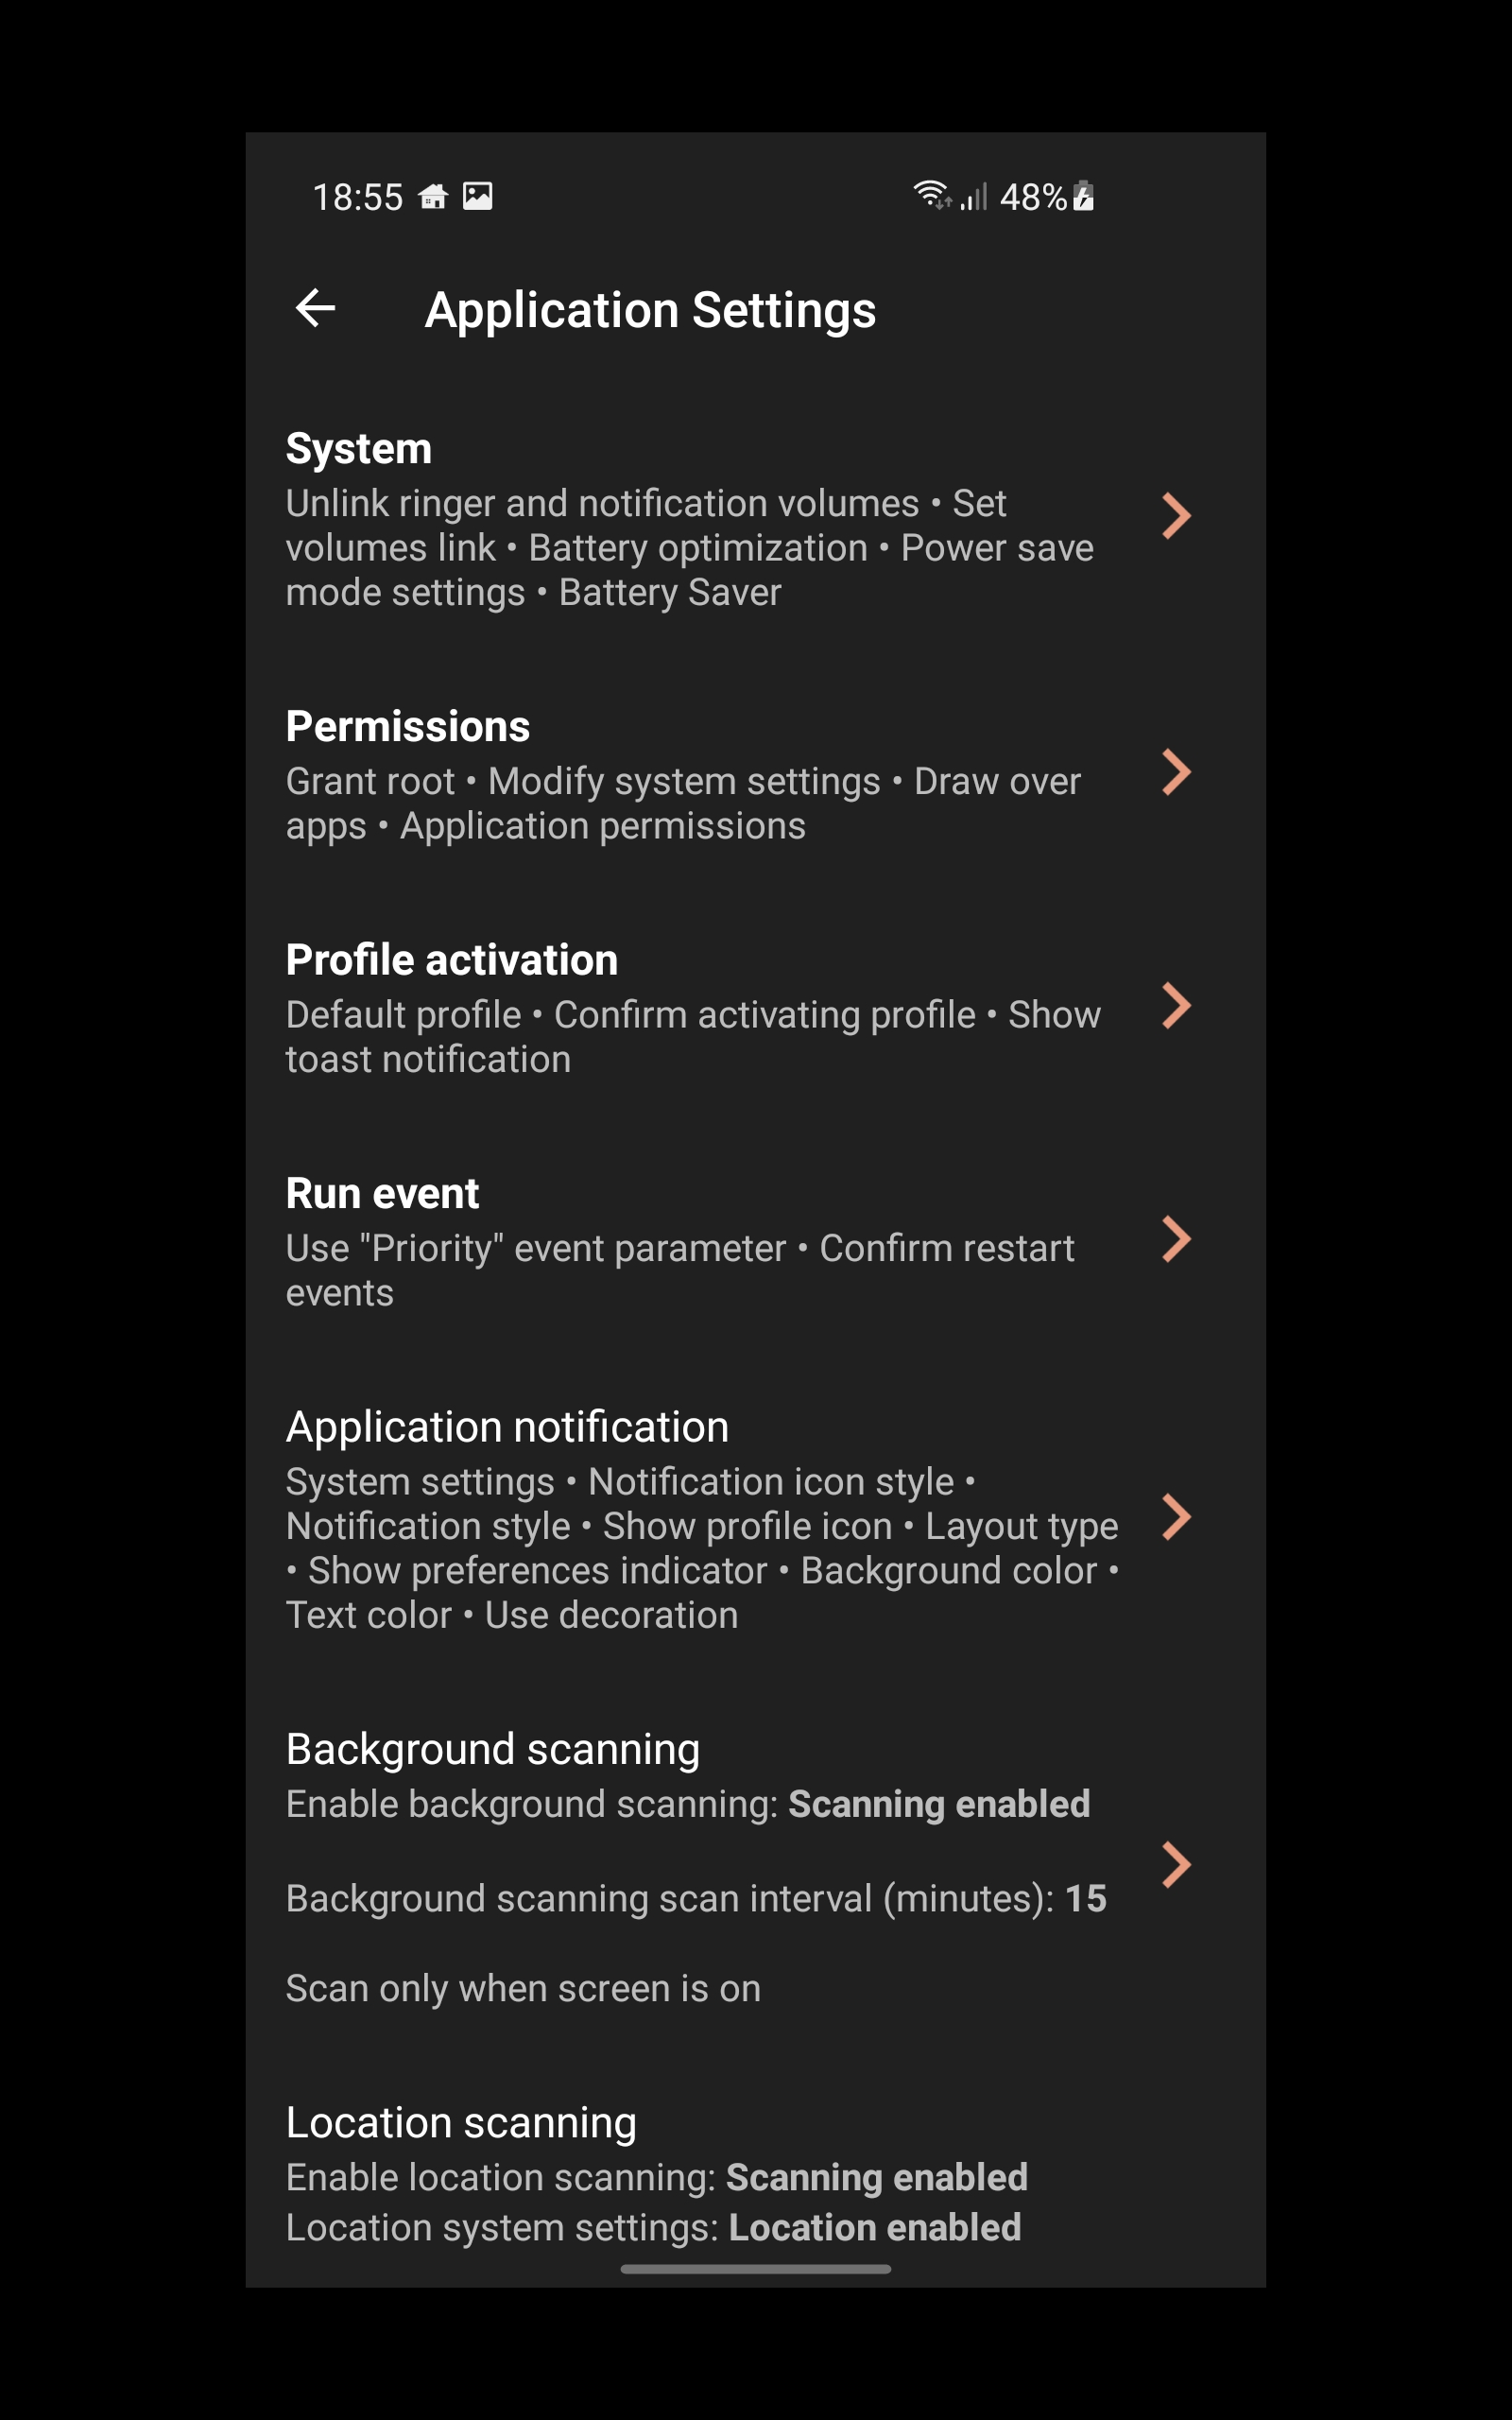 18:55
48%
Application Settings
System
Unlink ringer and notification volumes • Set
volumes link • Battery optimization • Power save
mode settings • Battery Saver
Permissions
Grant root • Modify system settings • Draw over
apps • Application permissions
Profile activation
Default profile • Confirm activating profile • Show
toast notification
Run event
Use "Priority" event parameter • Confirm restart
events
Application notification
System settings • Notification icon style •
Notification style • Show profile icon • Layout type
• Show preferences indicator • Background color •
Text color • Use decoration
Background scanning
Enable background scanning: Scanning enabled
Background scanning scan interval (minutes): 15
Scan only when screen is on
Location scanning
Enable location scanning: Scanning enabled
Location system settings: Location enabled